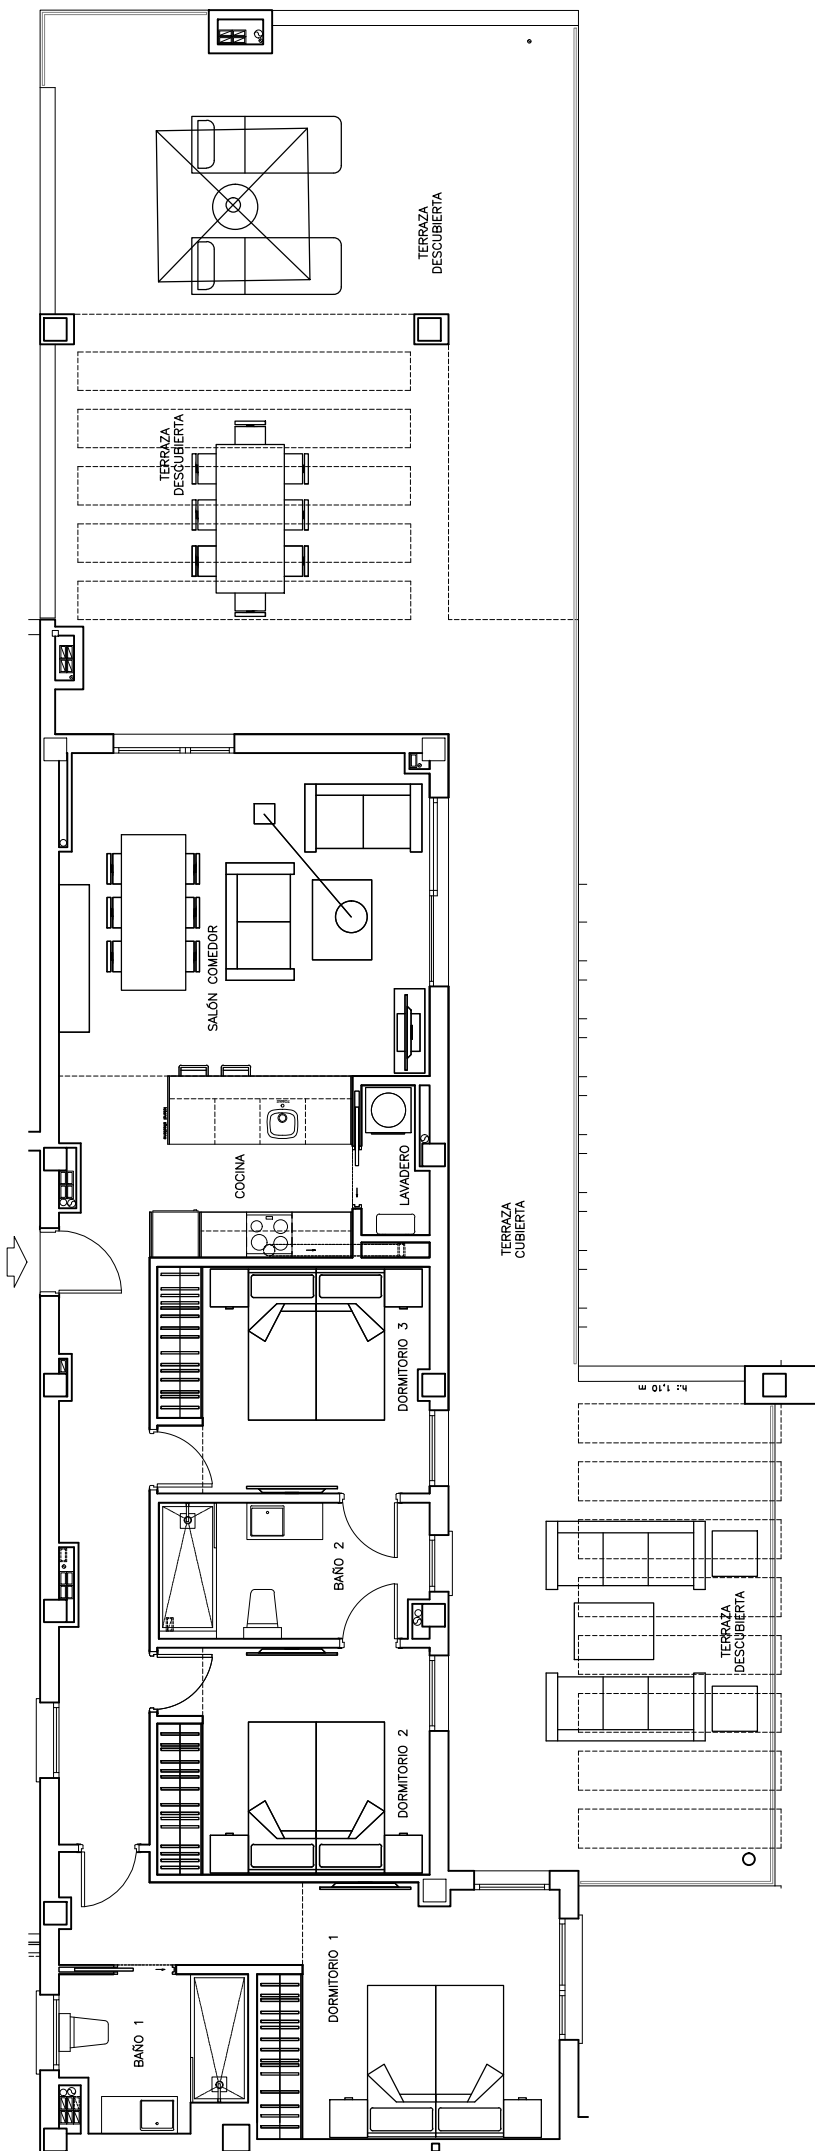 TERRAZA
DESCUBIERTA
TERRAZA
DESCUBIERTA
SALÓN COMEDOR
COCINA
LAVADERO
TERRAZA
CUBIERTA
DORMITORIO 3
h.: 1,10 m
BAÑO 2
TERRAZA
DESCUBIERTA
DORMITORIO 2
DORMITORIO 1
BAÑO 1